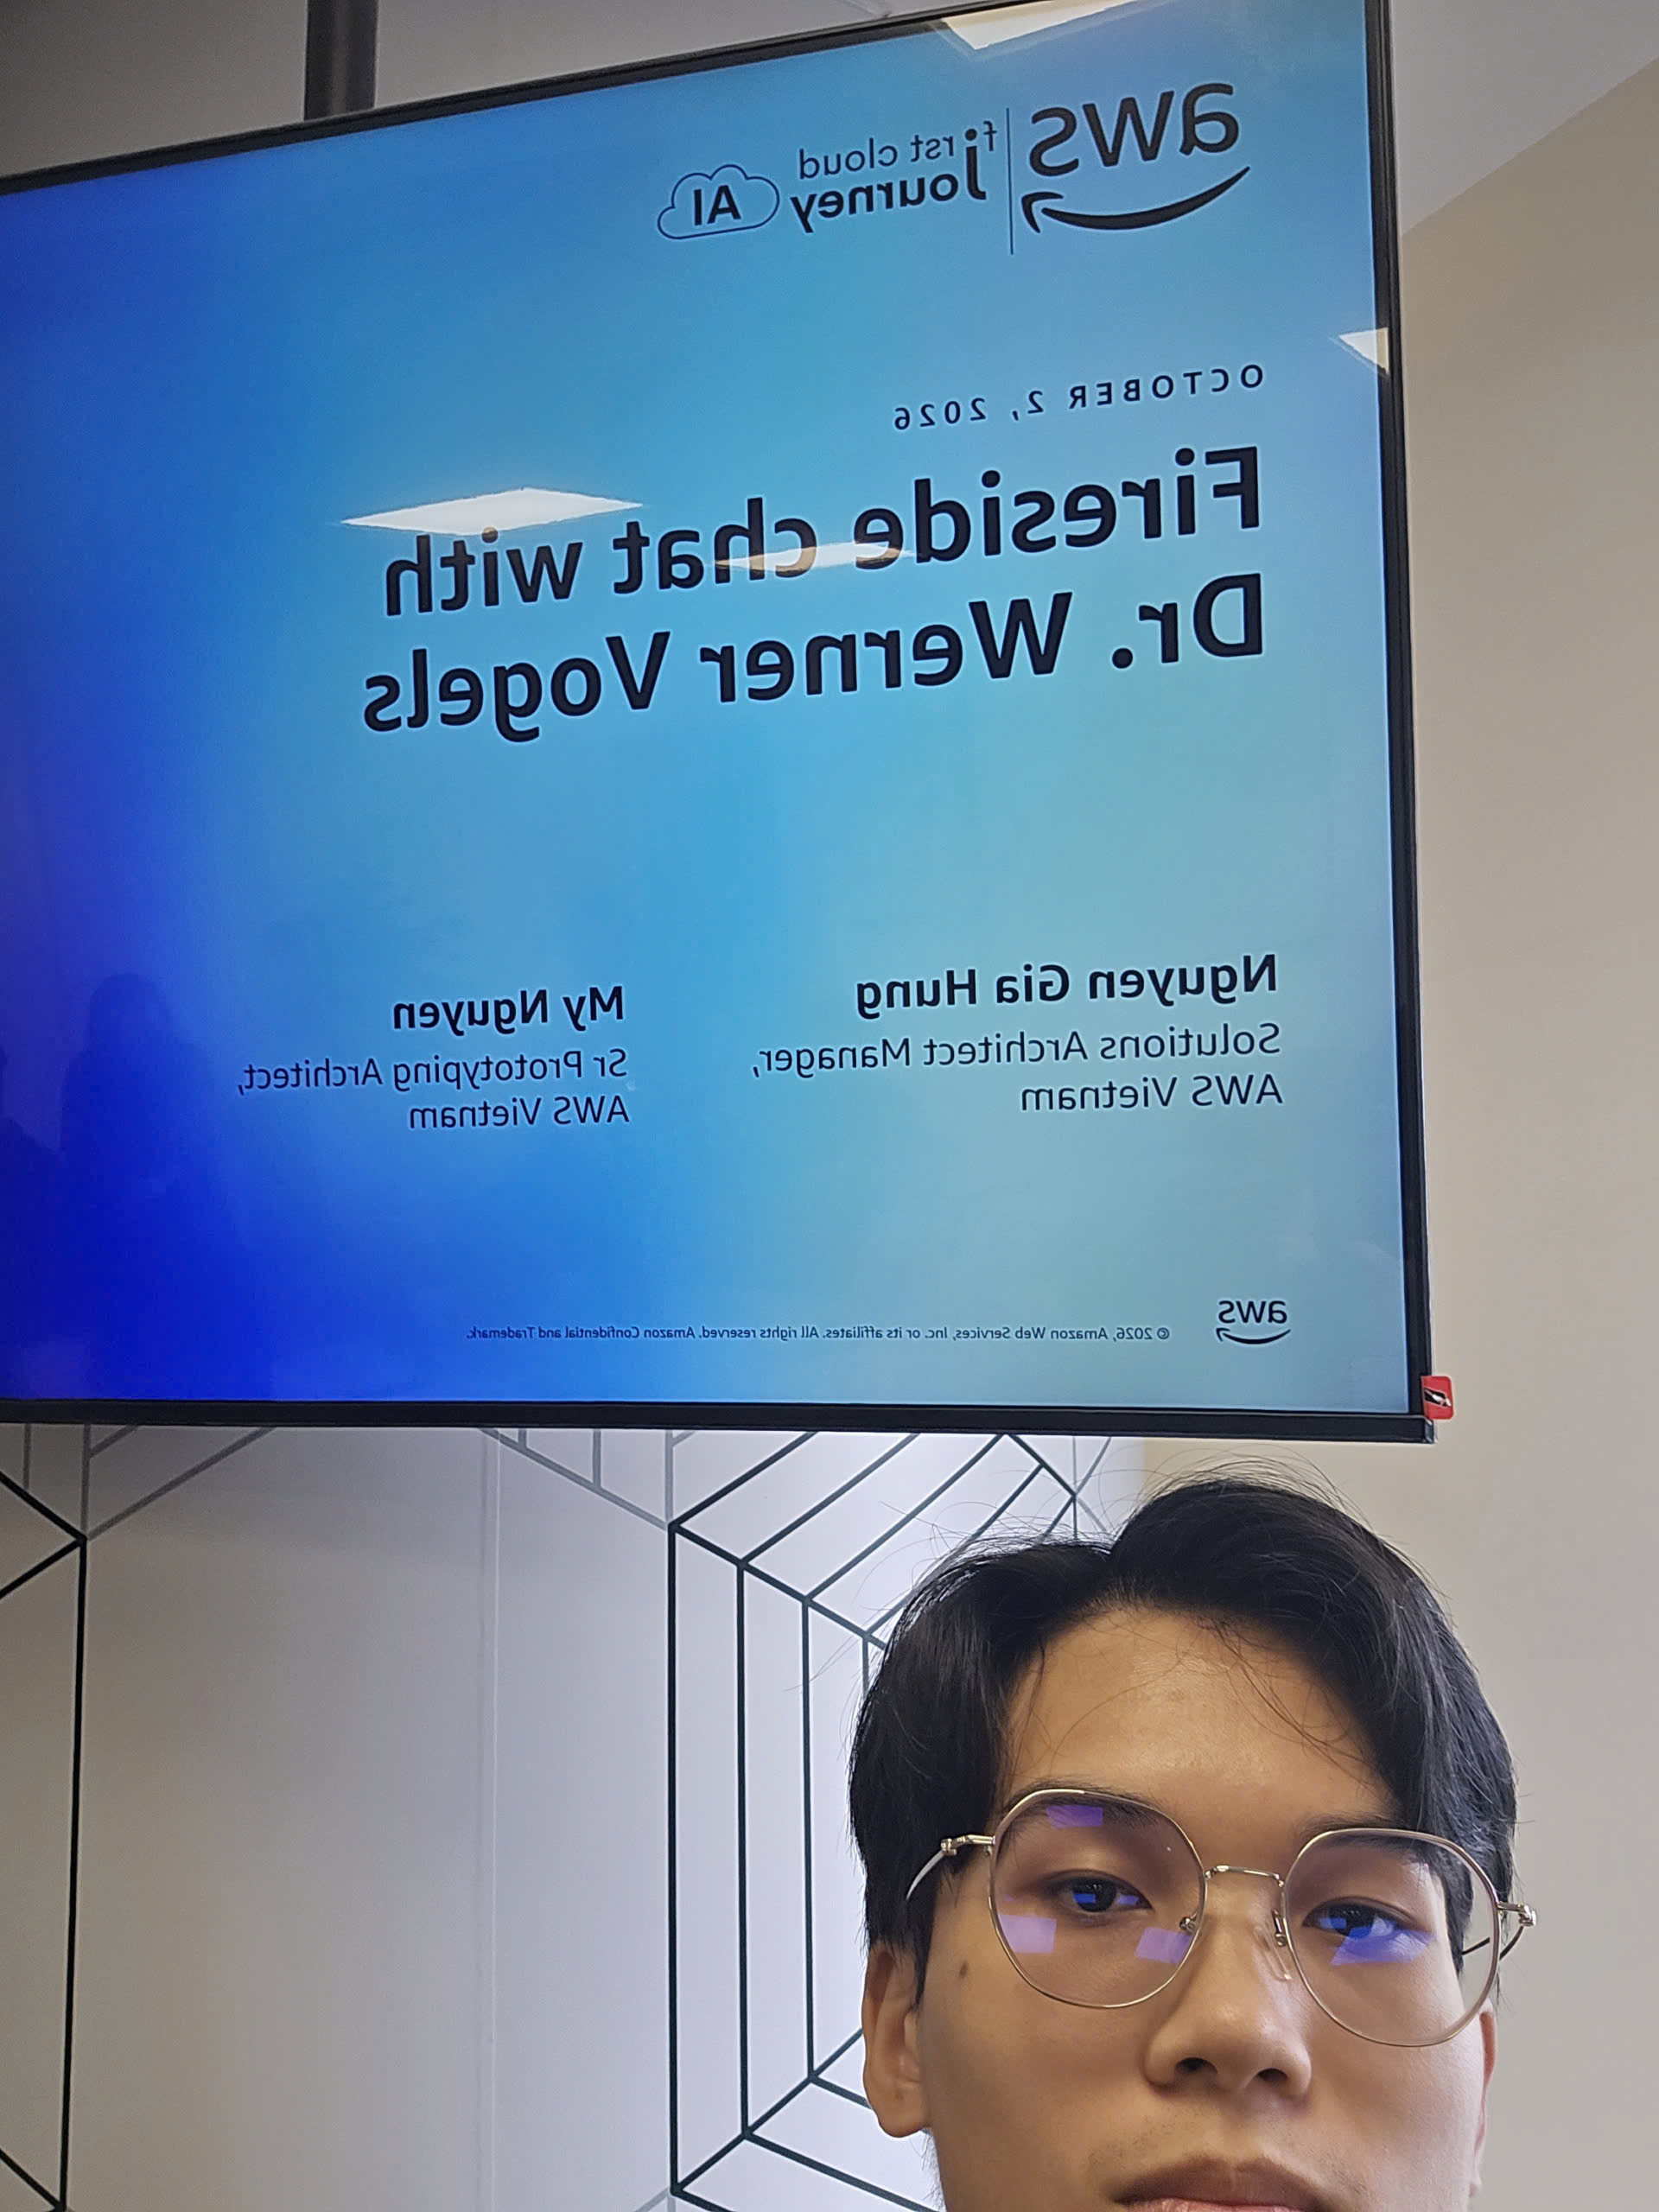 aws
first cloud
journey
AI
OCTOBER 2, 2026
Fireside chat with
Dr. Werner Vogels
Nguyen Gia Hung
Solutions Architect Manager,
AWS Vietnam
My Nguyen
Sr Prototyping Architect,
AWS Vietnam
aws
© 2026, Amazon Web Services, Inc. or its affiliates. All rights reserved. Amazon Confidential and Trademark.